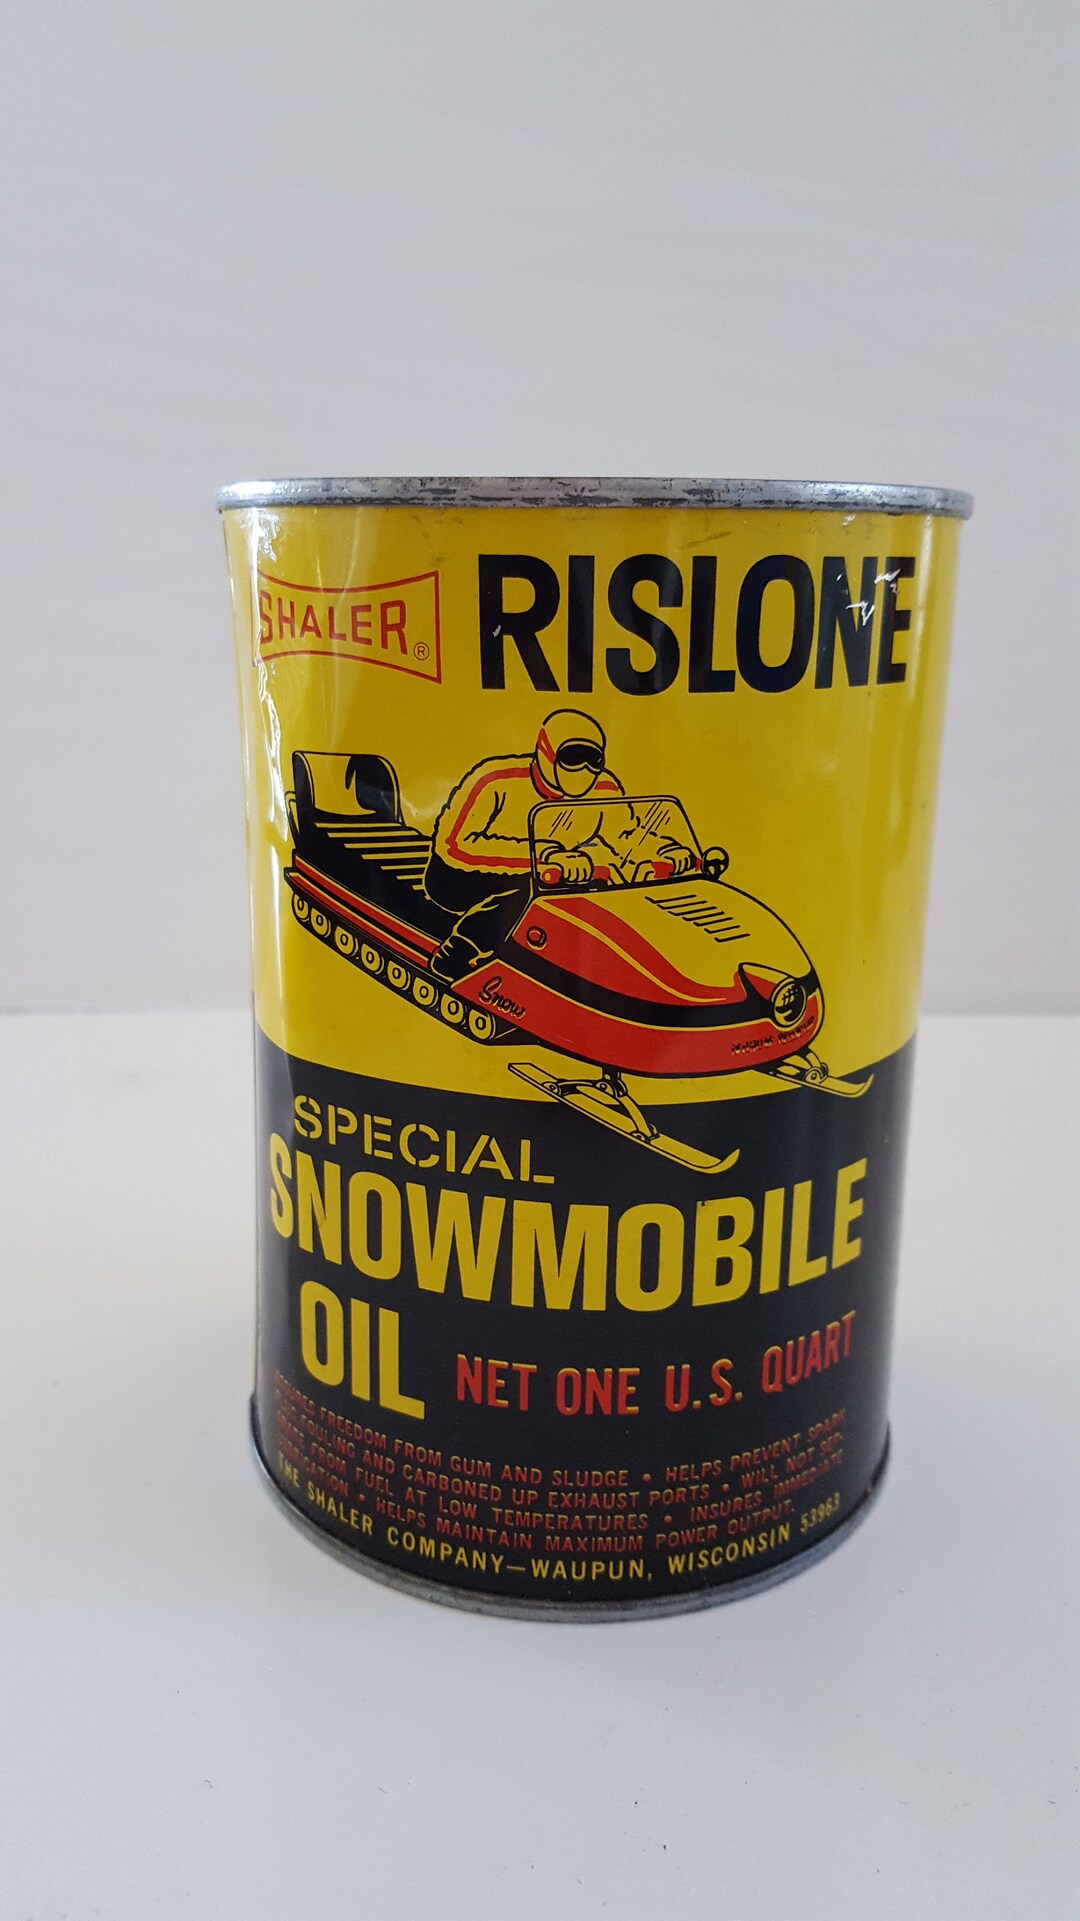 SHALER®
RISLONE
Snow
SPECIAL
SNOWMOBILE
OIL
NET ONE U.S. QUART
FREEDOM FROM GUM AND SLUDGE • HELPS PREVENT SPARK
FOULING AND CARBONED UP EXHAUST PORTS • WILL NOT SEP-
FROM FUEL AT LOW TEMPERATURES • INSURES IMMEDIATE
• HELPS MAINTAIN MAXIMUM POWER OUTPUT.
THE SHALER COMPANY—WAUPUN, WISCONSIN 53963